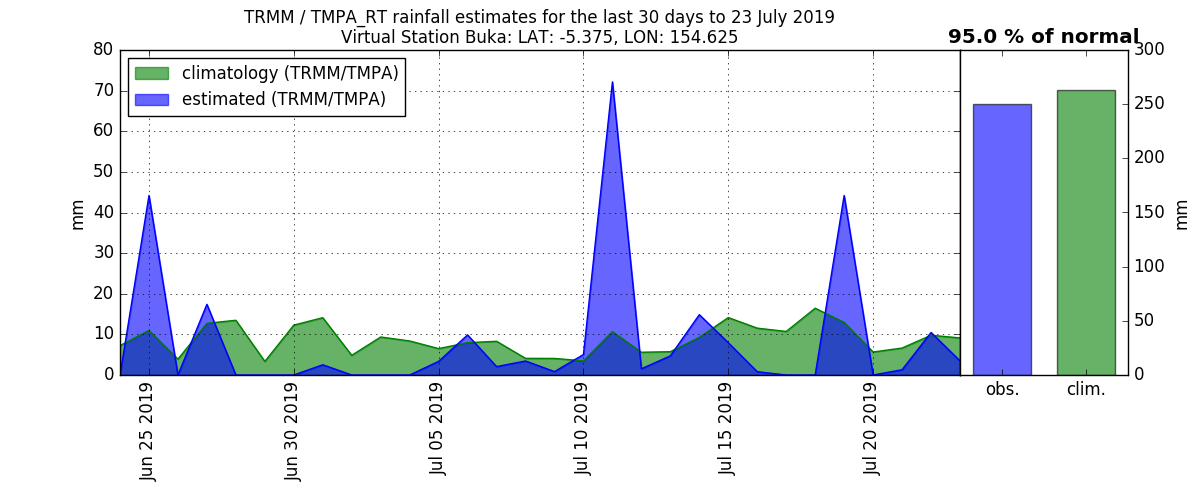 TRMM / TMPA_RT rainfall estimates for the last 30 days to 23 July 2019
Virtual Station Buka: LAT: -5.375, LON: 154.625
95.0 % of normal
climatology (TRMM/TMPA)
estimated (TRMM/TMPA)
80
70
60
50
40
30
20
10
0
mm
Jun 25 2019
Jun 30 2019
Jul 05 2019
Jul 10 2019
Jul 15 2019
Jul 20 2019
300
250
200
150
100
50
0
mm
obs.
clim.